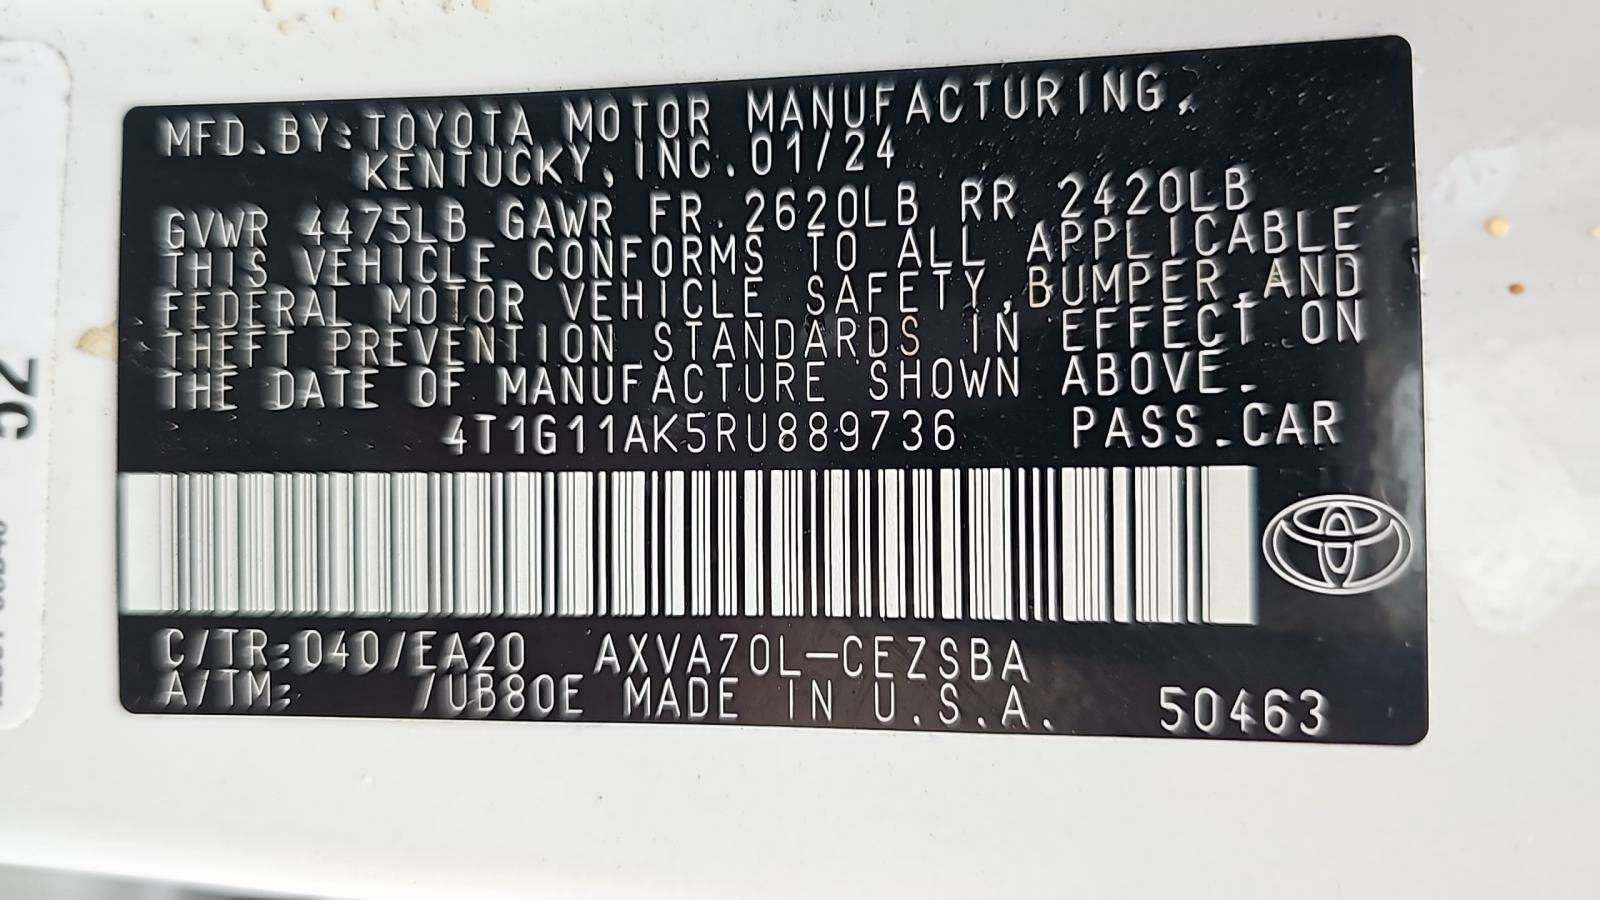 MFD. BY: TOYOTA MOTOR MANUFACTURING,
KENTUCKY, INC. 01/24
GVWR 4475LB GAWR FR. 2620LB RR 2420LB
THIS VEHICLE CONFORMS TO ALL APPLICABLE
FEDERAL MOTOR VEHICLE SAFETY, BUMPER, AND
THEFT PREVENTION STANDARDS IN EFFECT ON
THE DATE OF MANUFACTURE SHOWN ABOVE.
4T1G11AK5RU889736 PASS.CAR
C/TR:040/EA20 AXVA70L-CEZSBA
A/TM: /UB80E MADE IN U.S.A. 50463
52